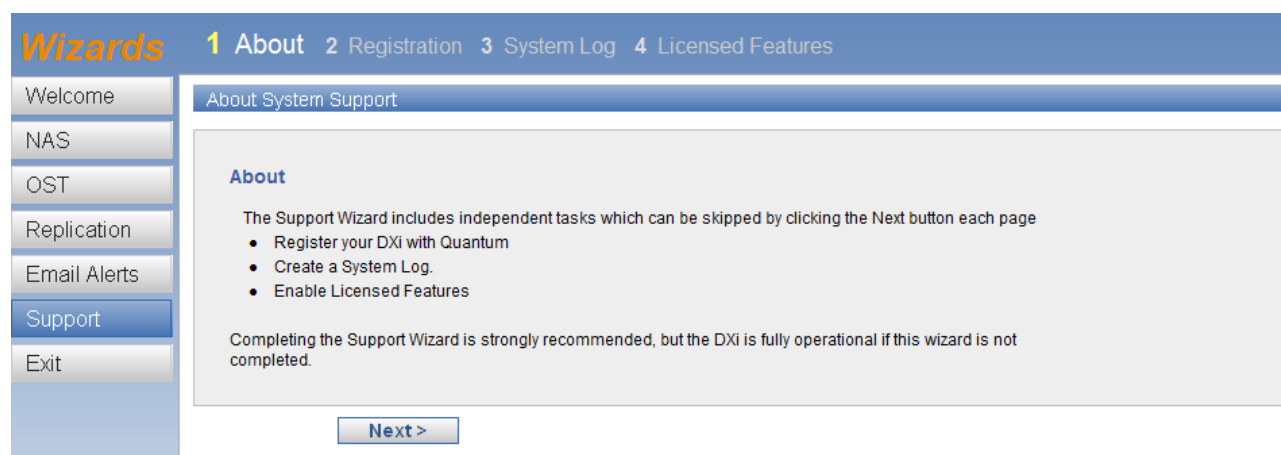 Wizards
1 About 2 Registration 3 System Log 4 Licensed Features
Welcome
NAS
OST
Replication
Email Alerts
Support
Exit
About System Support
About
The Support Wizard includes independent tasks which can be skipped by clicking the Next button each page
● Register your DXi with Quantum
● Create a System Log.
● Enable Licensed Features
Completing the Support Wizard is strongly recommended, but the DXi is fully operational if this wizard is not
completed.
Next >